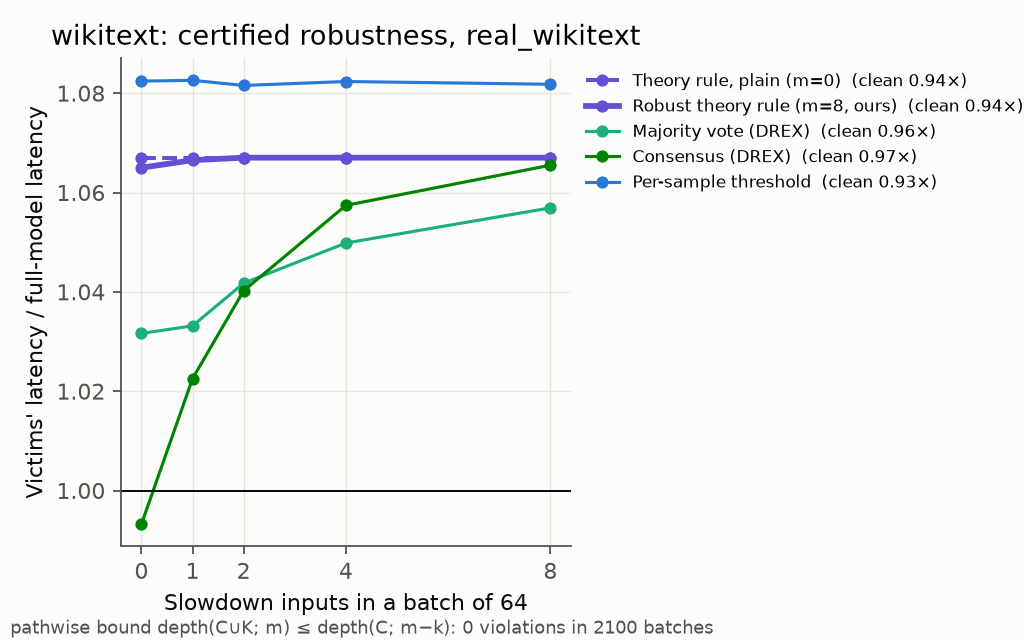 wikitext: certified robustness, real_wikitext
Victims' latency / full-model latency
1.08
1.06
1.04
1.02
1.00
0
1
2
4
8
Slowdown inputs in a batch of 64
Theory rule, plain (m=0)  (clean 0.94×)
Robust theory rule (m=8, ours)  (clean 0.94×)
Majority vote (DREX)  (clean 0.96×)
Consensus (DREX)  (clean 0.97×)
Per-sample threshold  (clean 0.93×)
pathwise bound depth(C∪K; m) ≤ depth(C; m−k): 0 violations in 2100 batches